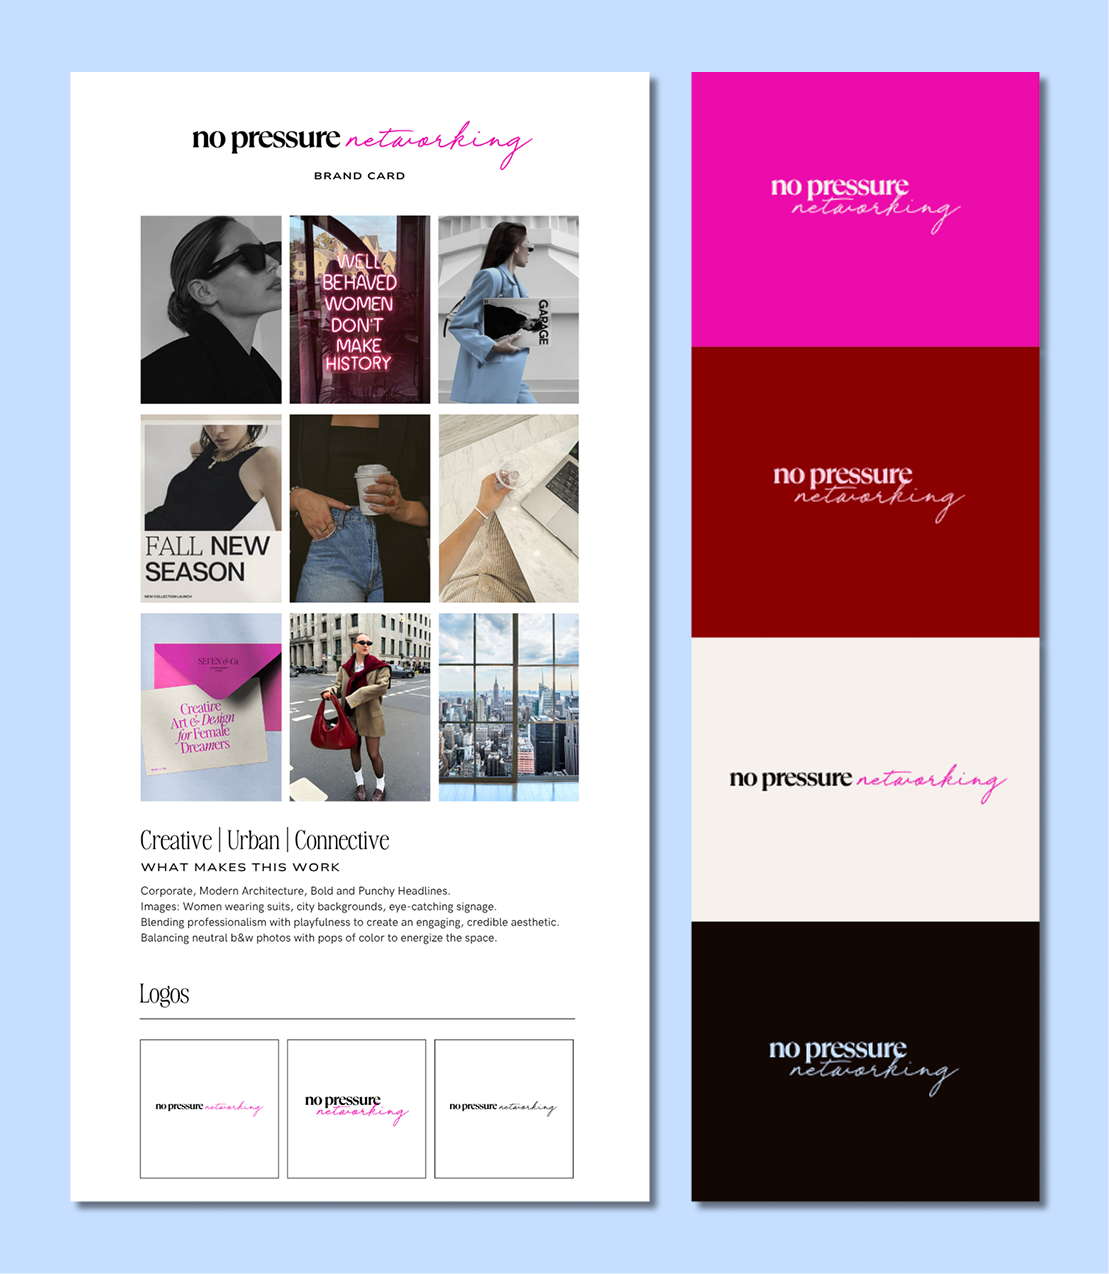 no pressure networking
BRAND CARD
WELL
BEHAVED
WOMEN
DON'T
MAKE
HISTORY
GARAGE
FALL NEW
SEASON
NEW COLLECTION LAUNCH
SEVEN & Co.
Creative
Art & Design
for Female
Dreamers
Creative | Urban | Connective
WHAT MAKES THIS WORK
Corporate, Modern Architecture, Bold and Punchy Headlines.
Images: Women wearing suits, city backgrounds, eye-catching signage.
Blending professionalism with playfulness to create an engaging, credible aesthetic.
Balancing neutral b&w photos with pops of color to energize the space.
Logos
no pressure networking
no pressure
networking
no pressure networking
no pressure
networking
no pressure
networking
no pressure networking
no pressure
networking